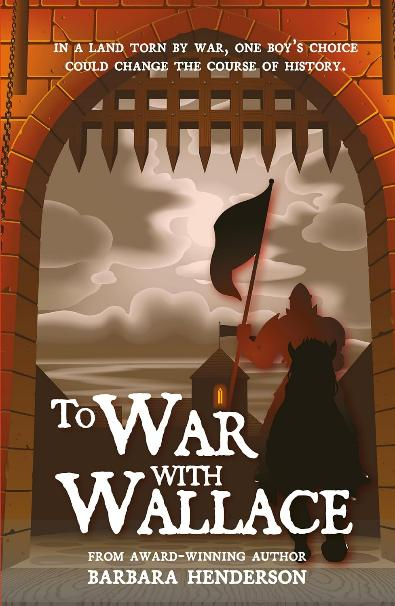 IN A LAND TORN BY WAR, ONE BOY'S CHOICE
COULD CHANGE THE COURSE OF HISTORY.
TO WAR
WITH
WALLACE
FROM AWARD-WINNING AUTHOR
BARBARA HENDERSON